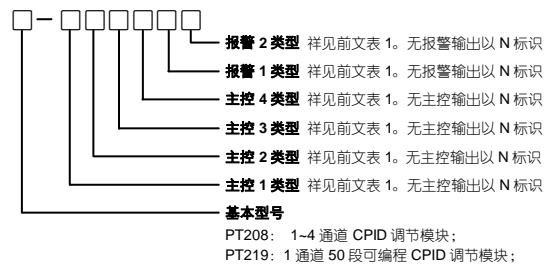 报警 2 类型 祥见前文表 1。无报警输出以 N 标识
报警 1 类型 祥见前文表 1。无报警输出以 N 标识
主控 4 类型 祥见前文表 1。无主控输出以 N 标识
主控 3 类型 祥见前文表 1。无主控输出以 N 标识
主控 2 类型 祥见前文表 1。无主控输出以 N 标识
主控 1 类型 祥见前文表 1。无主控输出以 N 标识
基本型号
PT208： 1~4 通道 CPID 调节模块；
PT219：1 通道 50 段可编程 CPID 调节模块；